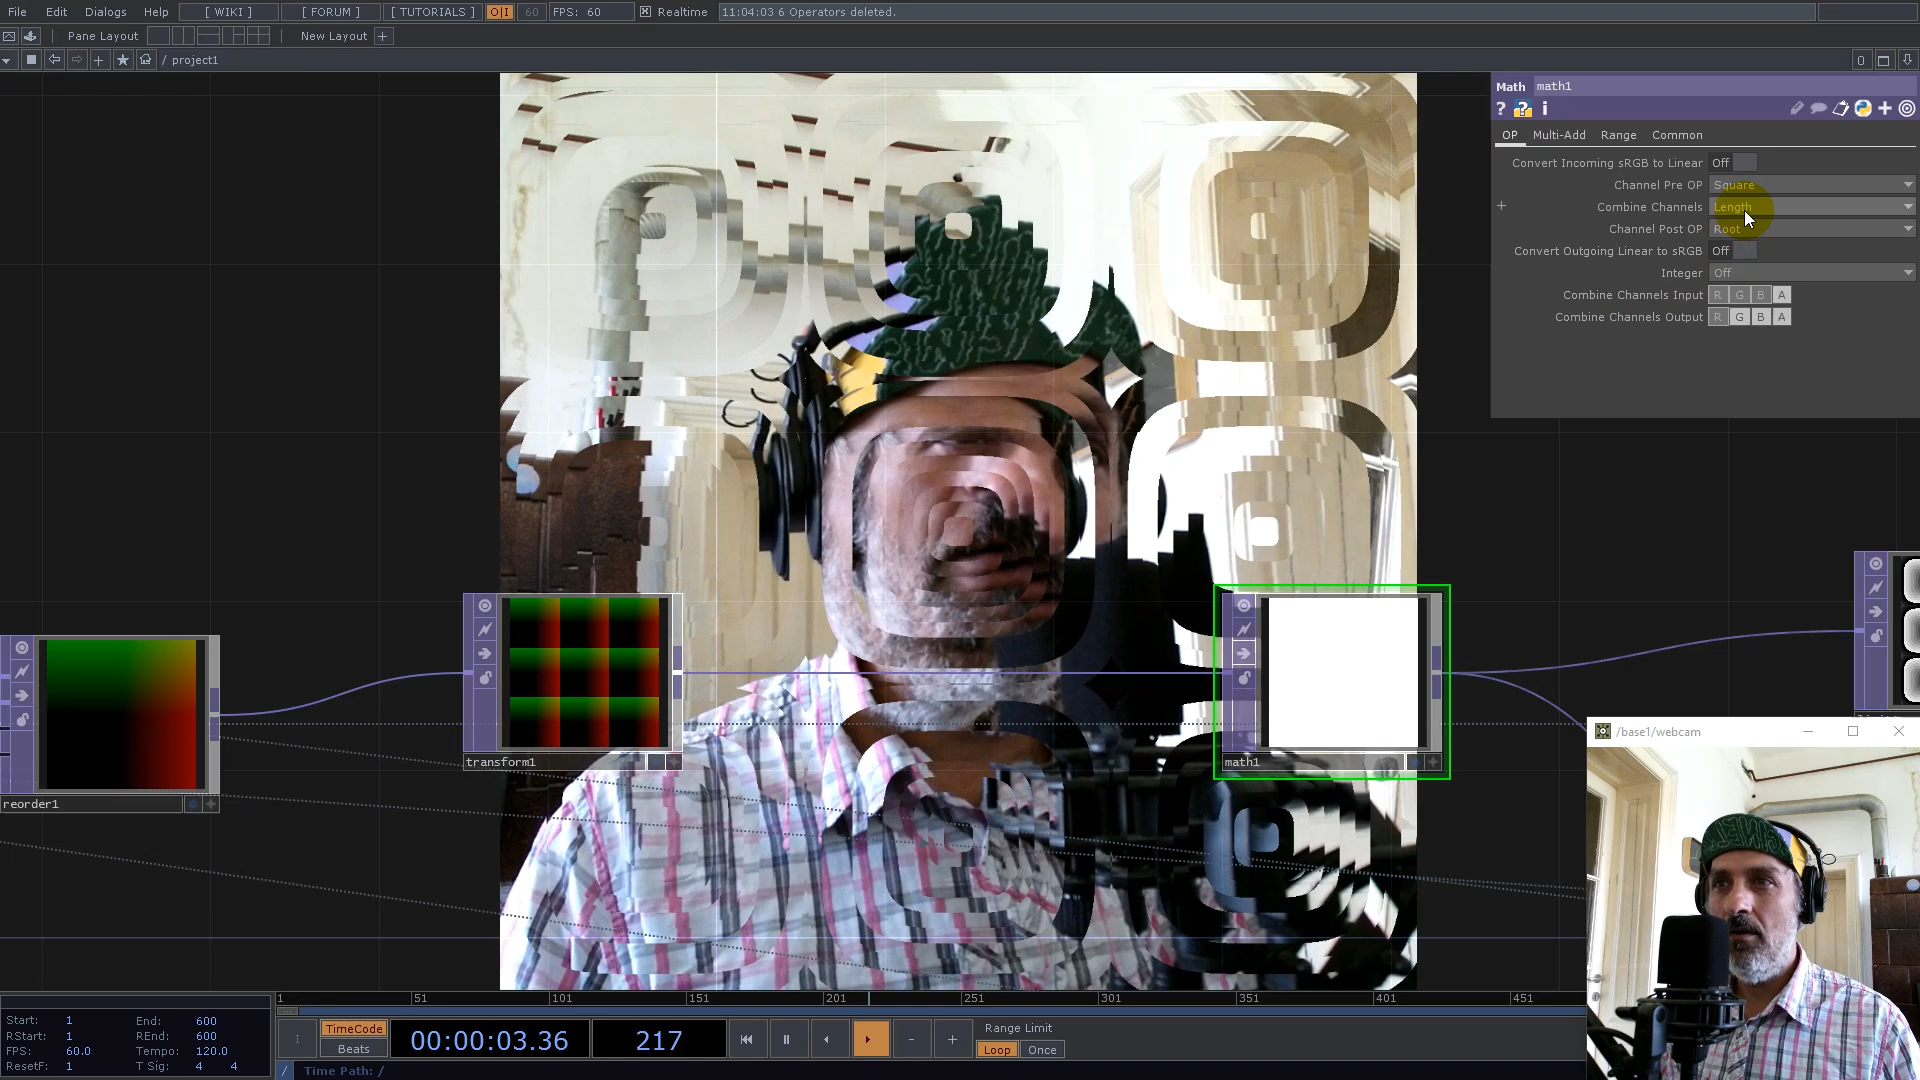 File Edit Dialogs Help [ WIKI ] [ FORUM ] [ TUTORIALS ] O|I 60 FPS: 60 Realtime 11:04:03 6 Operators deleted.
Pane Layout New Layout +
/ project1 0
Math math1
? ? i
OP Multi-Add Range Common
Convert Incoming sRGB to Linear Off
Channel Pre OP Square
+ Combine Channels Length
Channel Post OP Root
Convert Outgoing Linear to sRGB Off
Integer Off
Combine Channels Input R G B A
Combine Channels Output R G B A
reorder1
transform1
math1
/base1/webcam
1 51 101 151 201 251 301 351 401 451
Start: 1 End: 600
RStart: 1 REnd: 600
FPS: 60.0 Tempo: 120.0
ResetF: 1 T Sig: 4 4
I TimeCode
Beats
00:00:03.36 217
- +
Range Limit
Loop Once
/ Time Path: /